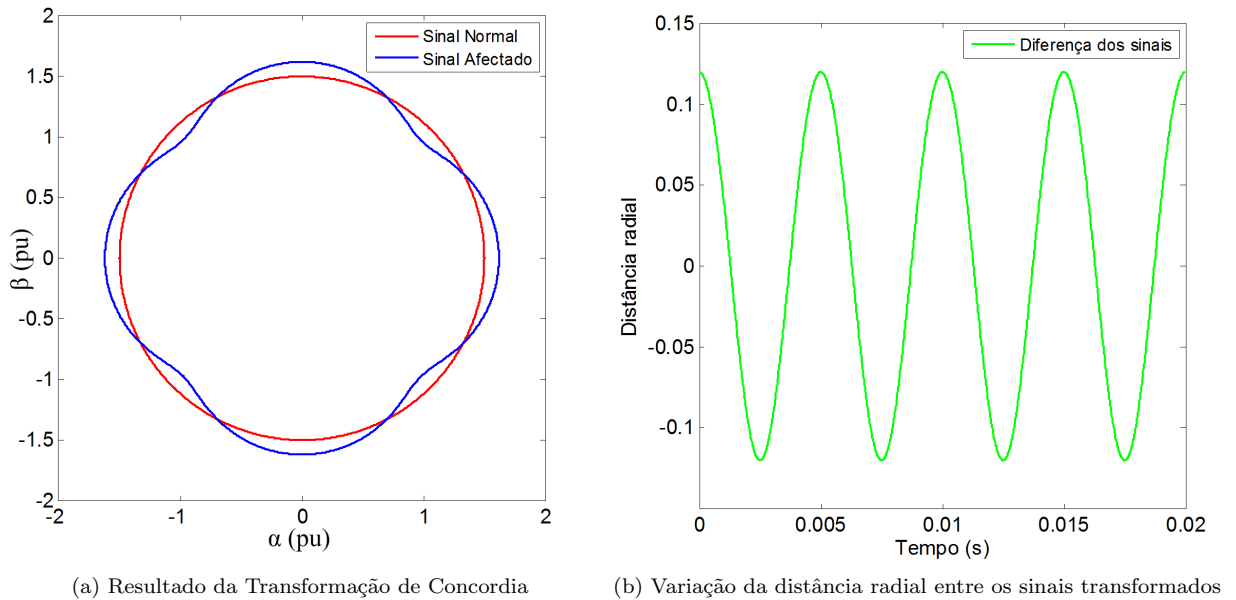 2
1.5
1
0.5
0
-0.5
-1
-1.5
-2
-2
-1
0
1
2
β (pu)
α (pu)
Sinal Normal
Sinal Afectado
(a) Resultado da Transformação de Concordia
0.15
0.1
0.05
0
-0.05
-0.1
0
0.005
0.01
0.015
0.02
Distância radial
Tempo (s)
Diferença dos sinais
(b) Variação da distância radial entre os sinais transformados